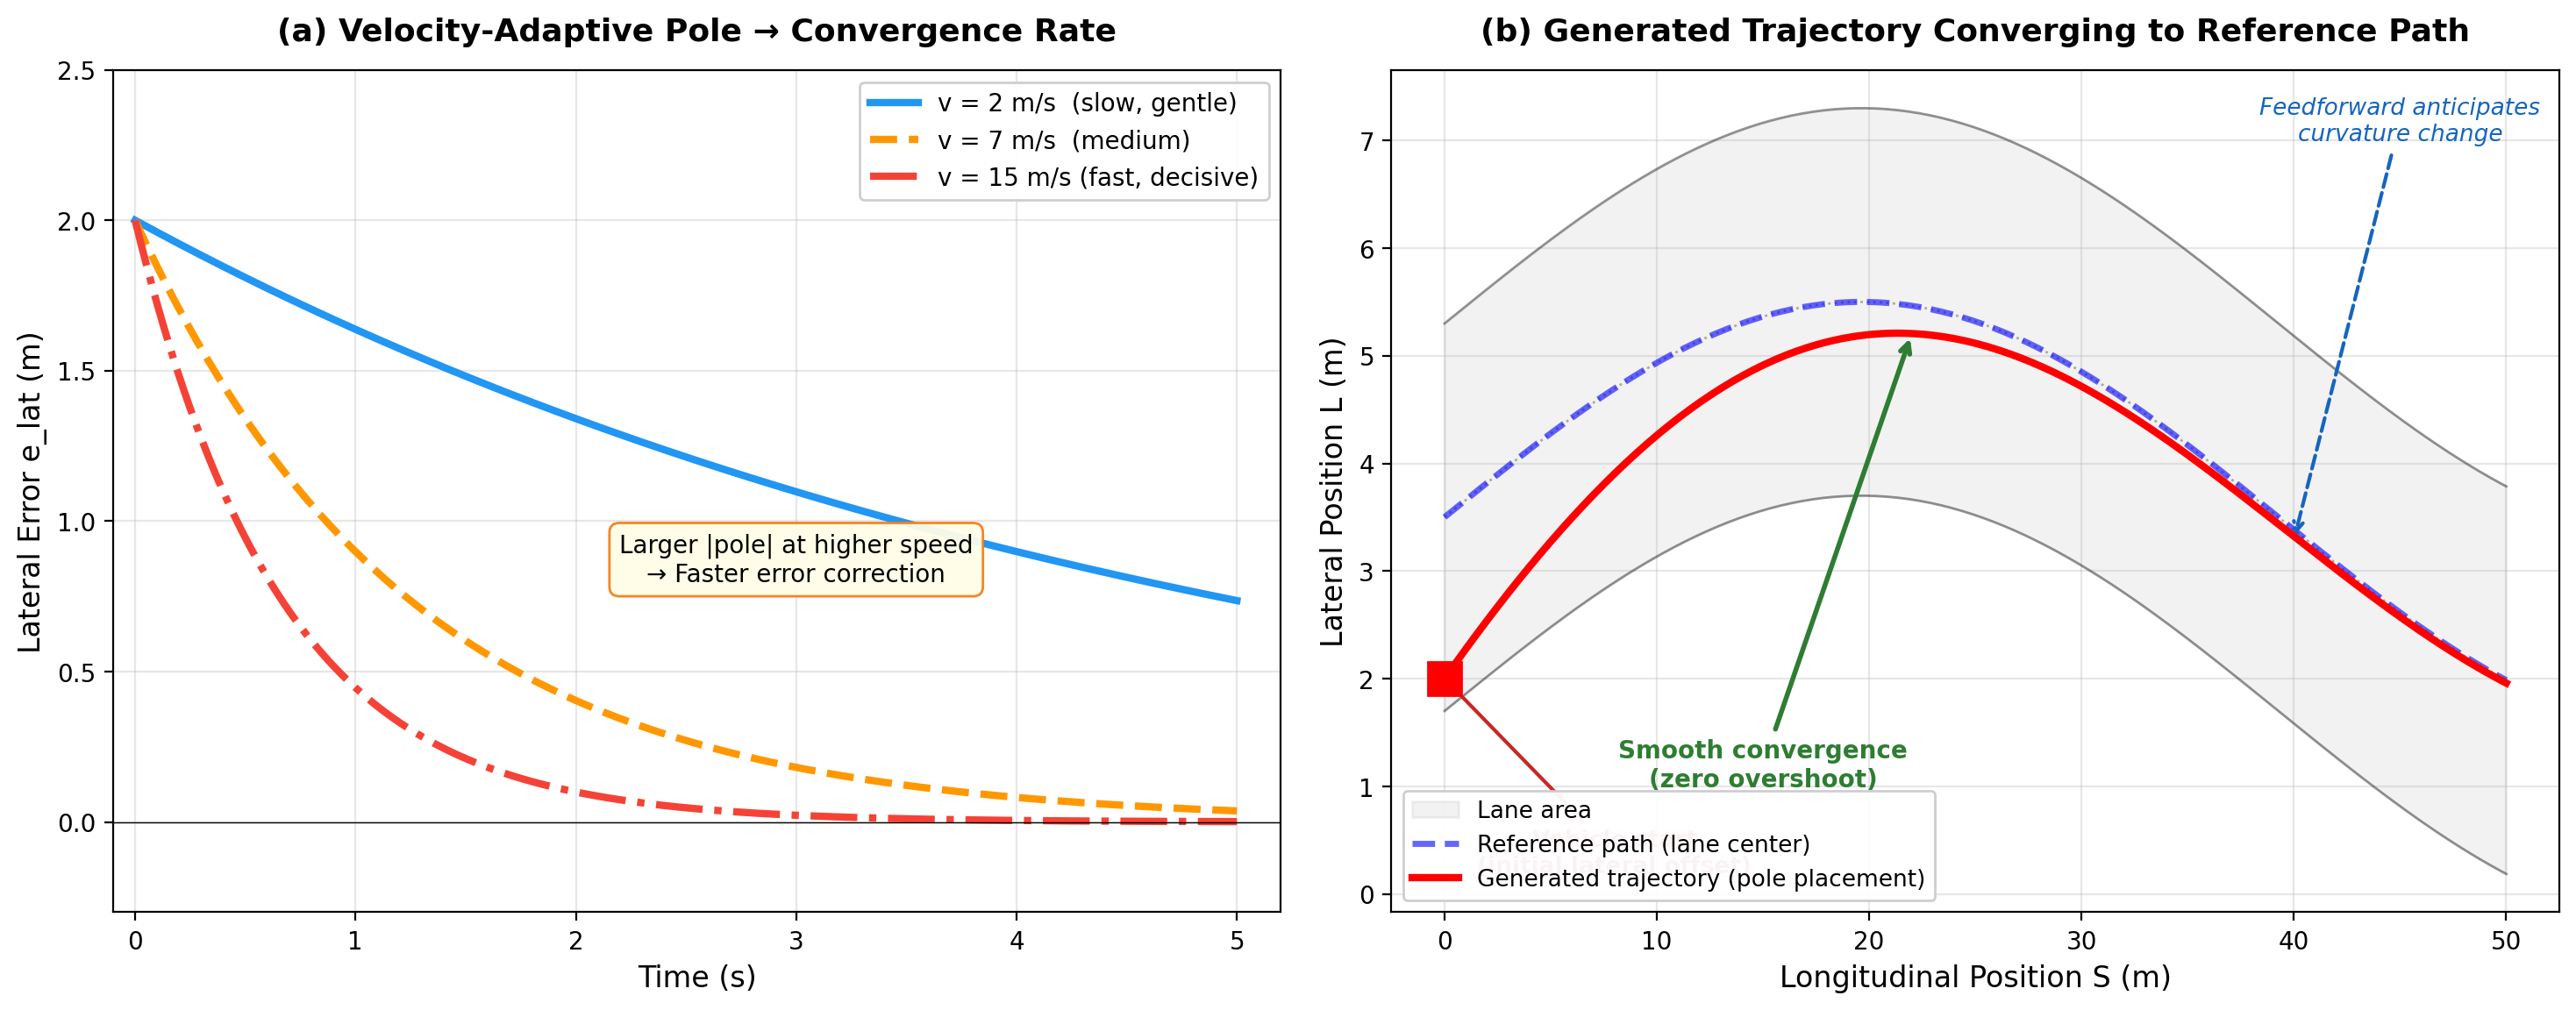 (a) Velocity-Adaptive Pole → Convergence Rate
2.5
2.0
1.5
1.0
0.5
0.0
Lateral Error e_lat (m)
v = 2 m/s (slow, gentle)
v = 7 m/s (medium)
v = 15 m/s (fast, decisive)
Larger |pole| at higher speed
→ Faster error correction
0 1 2 3 4 5
Time (s)
(b) Generated Trajectory Converging to Reference Path
7
6
5
4
3
2
1
0
Lateral Position L (m)
Feedforward anticipates
curvature change
Smooth convergence
(zero overshoot)
Lane area
Reference path (lane center)
Generated trajectory (pole placement)
(initial lateral offset)
0 10 20 30 40 50
Longitudinal Position S (m)